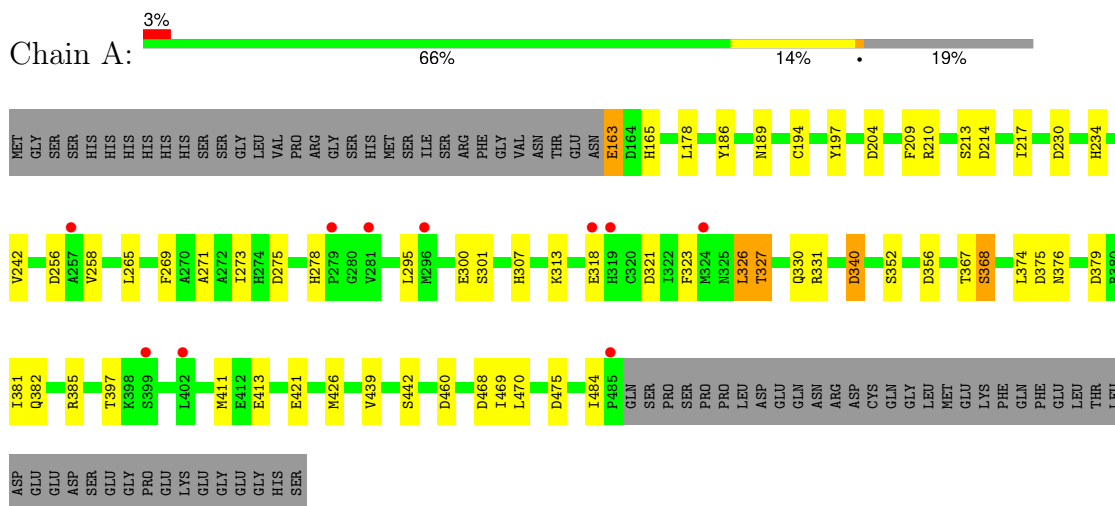 3%
Chain A:
66% 14% • 19%
MET GLY SER SER HIS HIS HIS HIS HIS HIS SER SER GLY LEU VAL PRO ARG GLY SER HIS MET SER ILE SER ARG PHE GLY VAL ASN THR GLU ASN E163 D164 H165 L178 Y186 N189 C194 Y197 D204 F209 R210 S213 D214 I217 D230 H234
V242 D256 A257 V258 L265 F269 A270 A271 A272 I273 H274 D275 H278 P279 G280 V281 L295 M296 E300 S301 H307 K313 E318 H319 C320 D321 I322 F323 M324 N325 L326 T327 Q330 R331 D340 S352 D356 T367 S368 L374 D375 N376 D379 R380
I381 Q382 R385 T397 K398 S399 L402 M411 E412 E413 E421 M426 V439 S442 D460 D468 I469 L470 D475 I484 P485 GLN SER PRO SER PRO PRO PRO LEU ASP GLU GLN ASN ARG ASP CYS GLN GLY LEU MET GLU LYS PHE GLN PHE GLU LEU THR LEU
ASP GLU GLU ASP SER GLU GLY PRO GLU LYS GLU GLY GLU GLY HIS SER